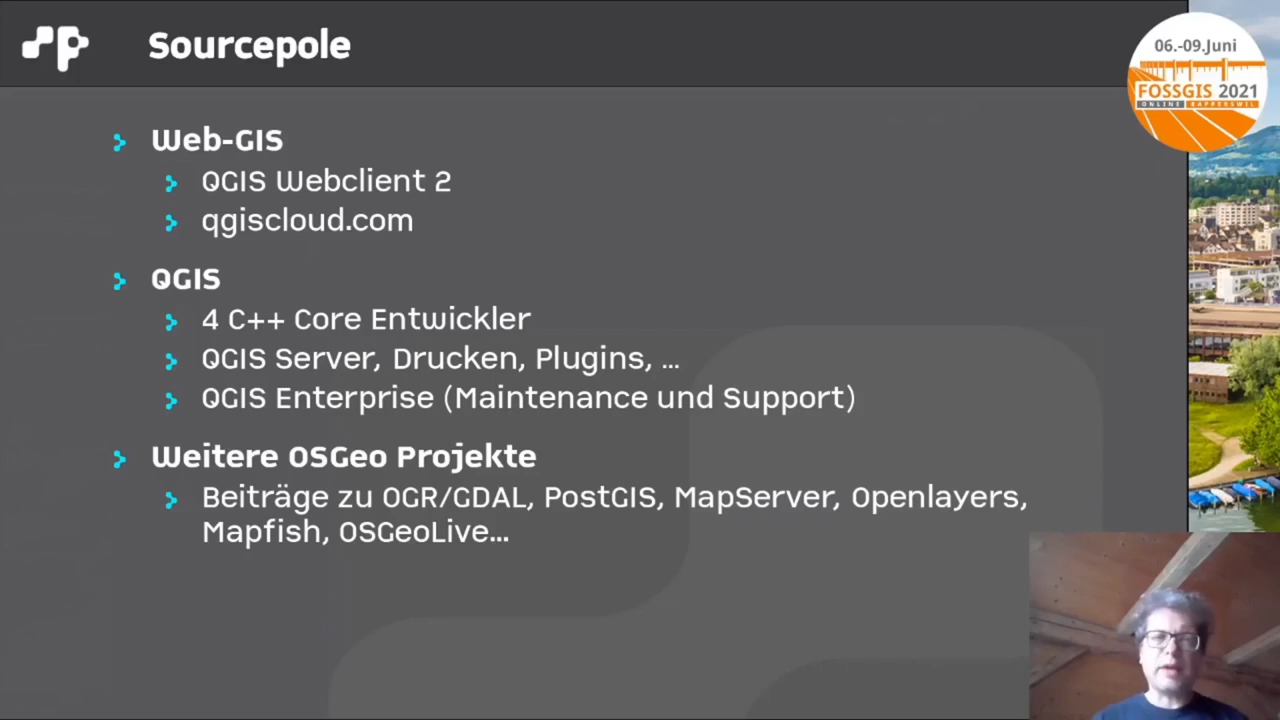 Sourcepole
06.-09.Juni
FOSSGIS 2021
ONLINE RAPPERSWIL
Web-GIS
QGIS Webclient 2
qgiscloud.com
QGIS
4 C++ Core Entwickler
QGIS Server, Drucken, Plugins, ...
QGIS Enterprise (Maintenance und Support)
Weitere OSGeo Projekte
Beiträge zu OGR/GDAL, PostGIS, MapServer, Openlayers,
Mapfish, OSGeoLive...